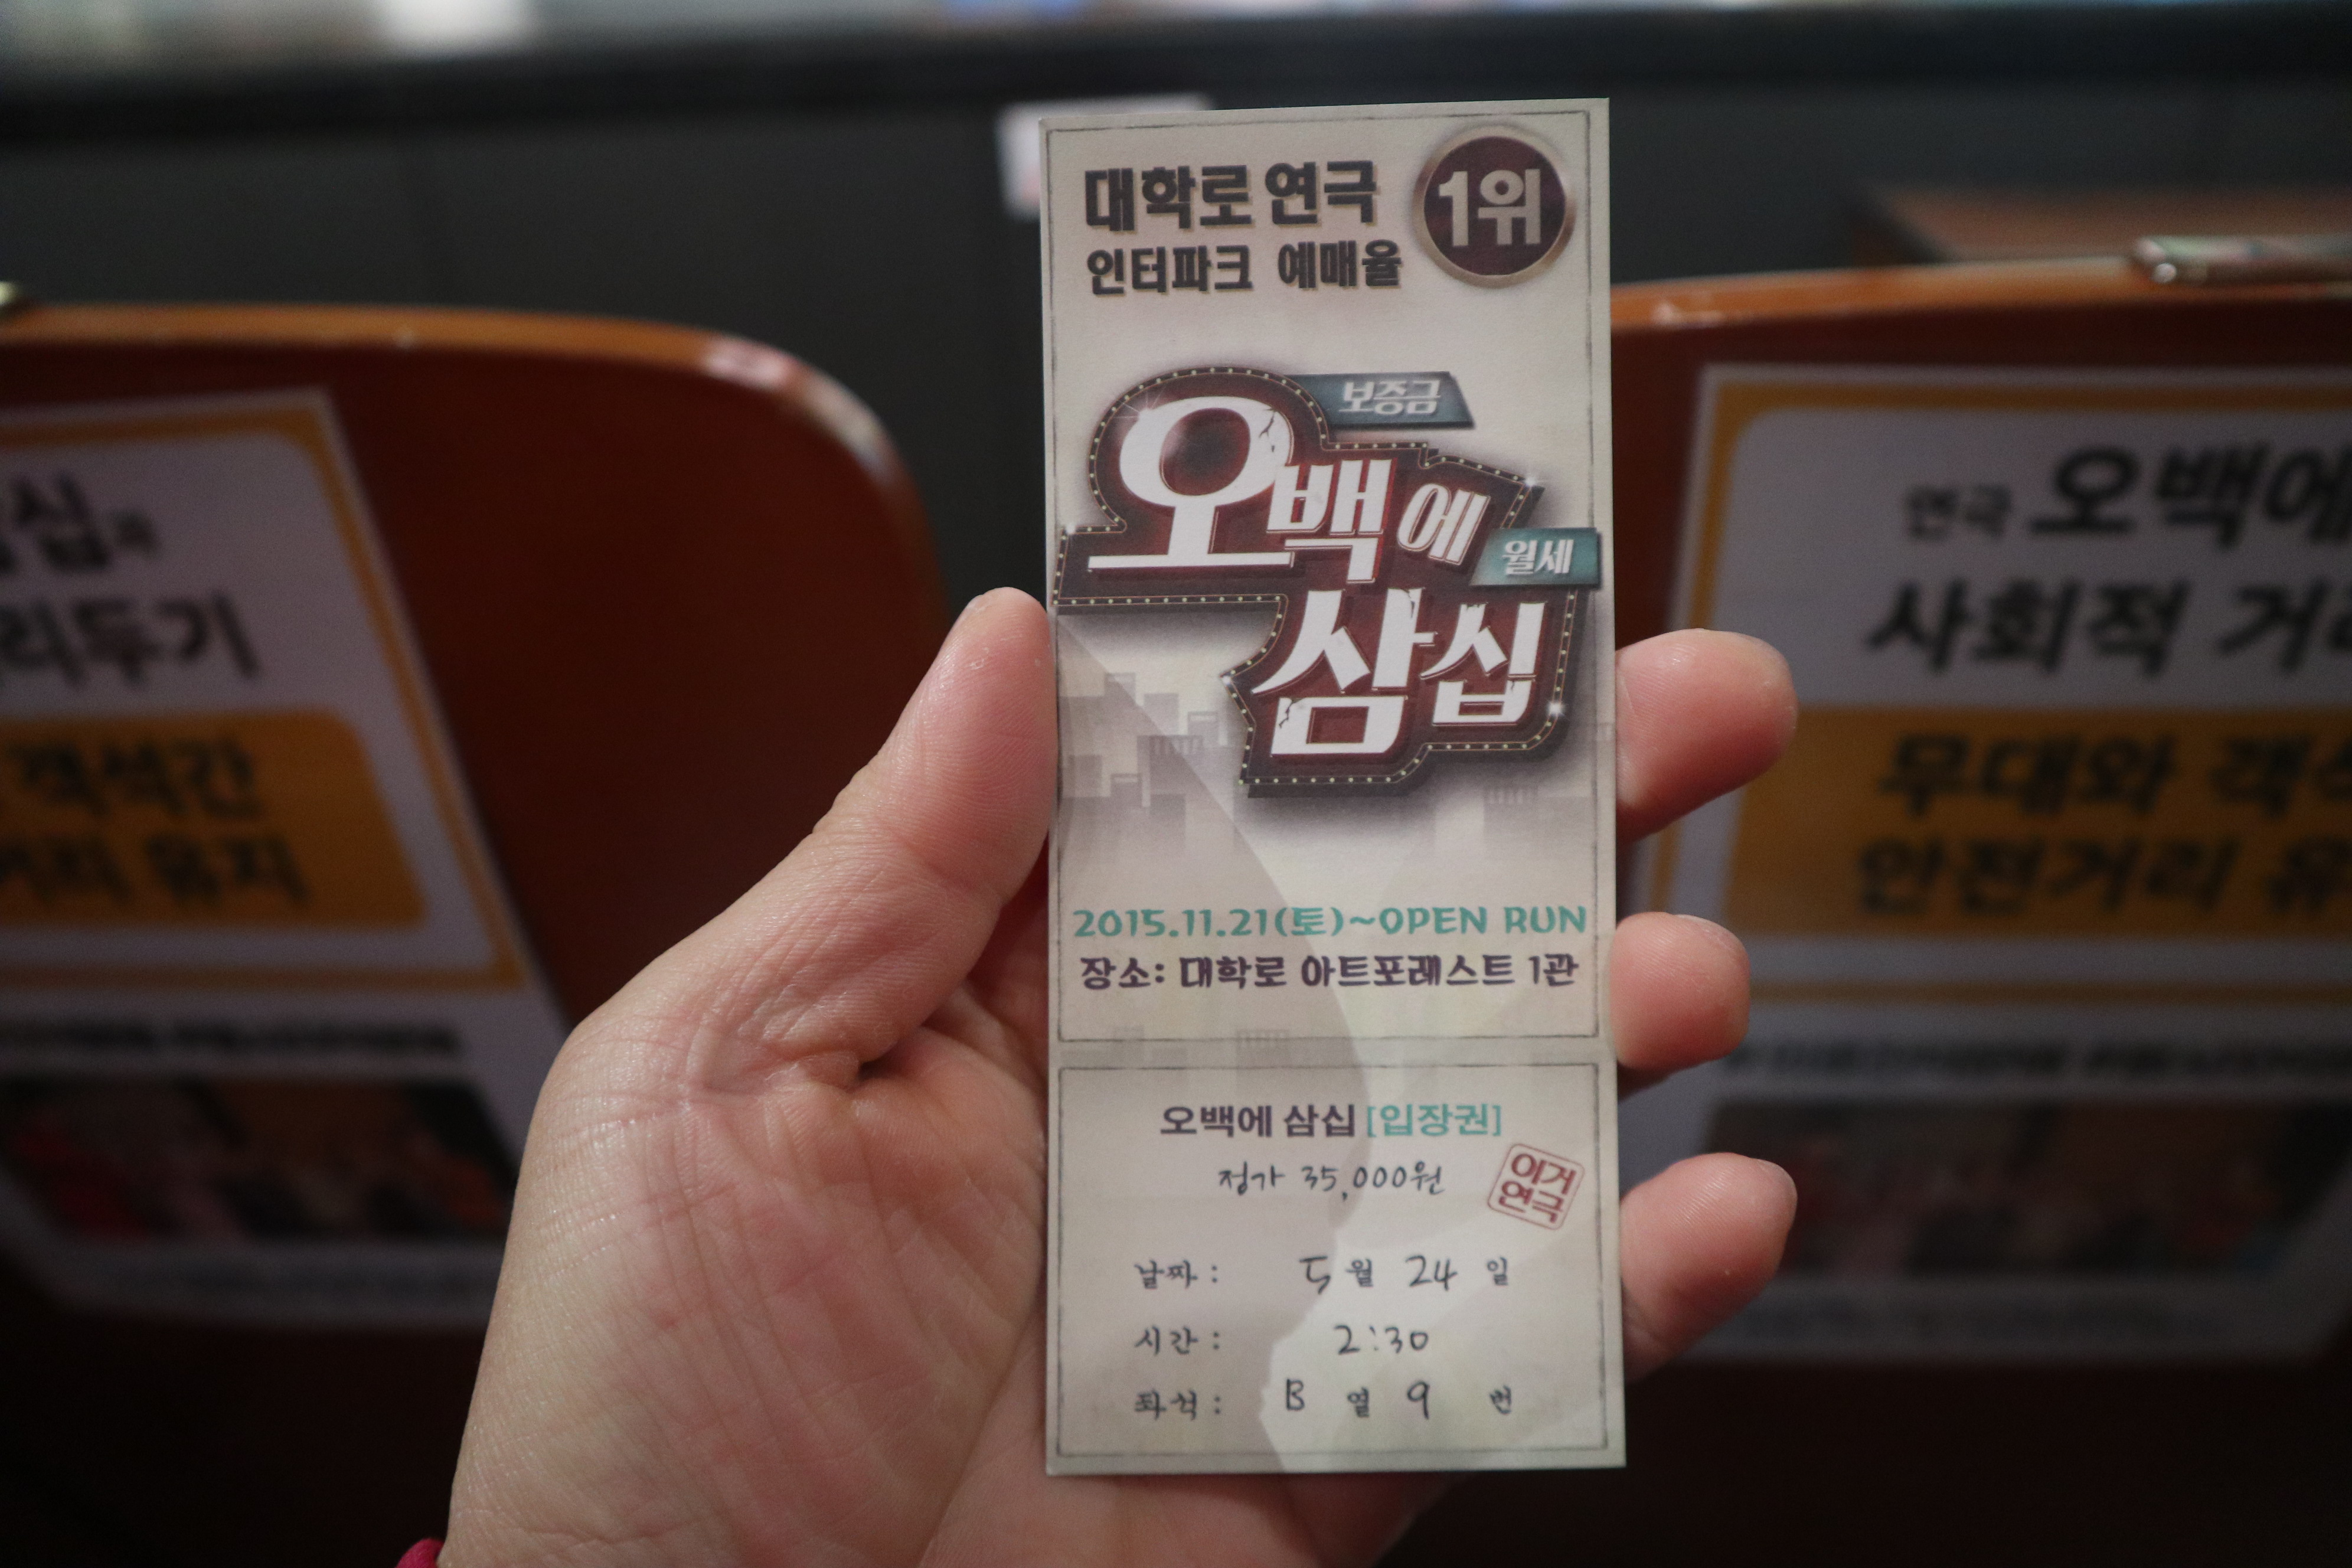 대학로 연극
인터파크 예매율
1위
보증금
오백에
월세
삼십
2015.11.21(토)~OPEN RUN
장소: 대학로 아트포레스트 1관
오백에 삼십 [입장권]
정가 35,000원
이거
연극
날짜 : 5월 24일
시간 : 2:30
좌석 : B 열 9 번
십과
리두기
객석간
거리 유지
연극 오백에
사회적 거리
무대와 객석
안전거리 유